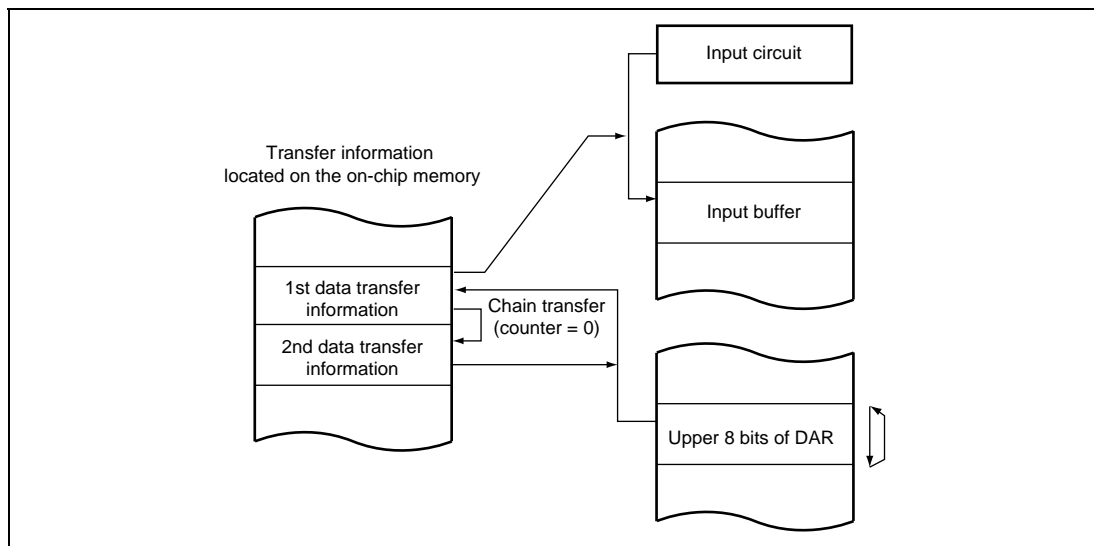 Input circuit
Transfer information
located on the on-chip memory
Input buffer
1st data transfer
information
Chain transfer
(counter = 0)
2nd data transfer
information
Upper 8 bits of DAR